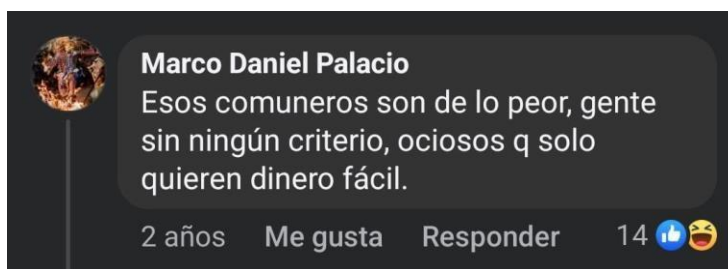 Marco Daniel Palacio
Esos comuneros son de lo peor, gente
sin ningún criterio, ociosos q solo
quieren dinero fácil.
2 años Me gusta Responder 14